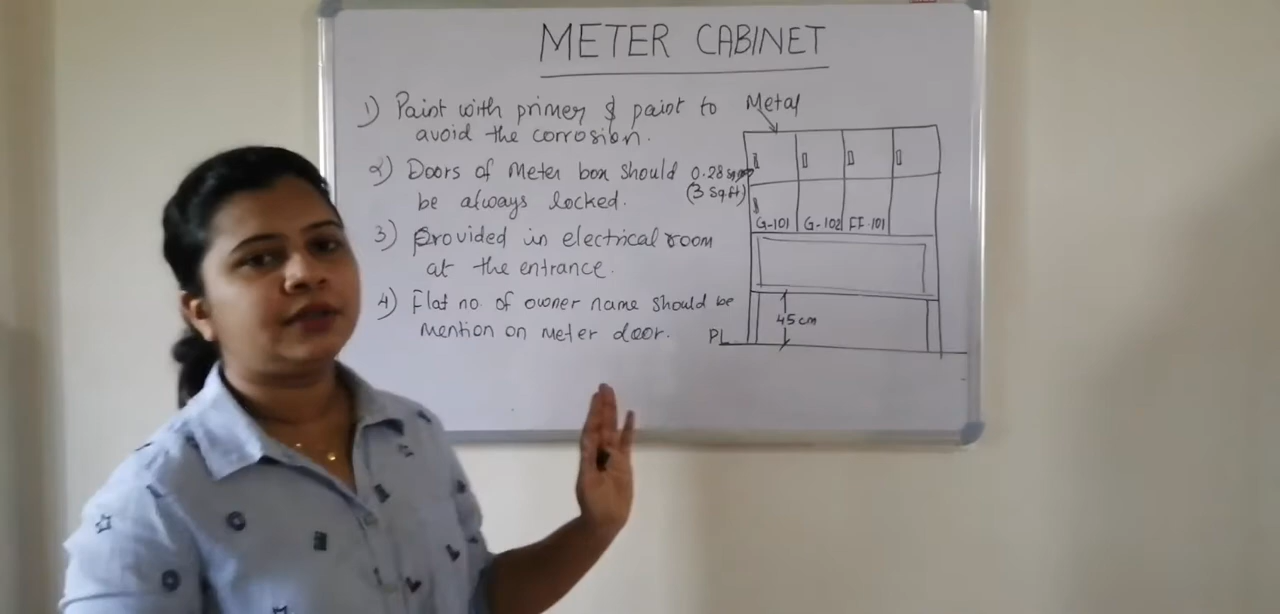 METER CABINET
1) Paint with primer & paint to
avoid the corrosion.
2) Doors of Meter box should
be always locked.
3) Provided in electrical room
at the entrance.
4) Flat no. of owner name should be
mention on meter door.
Metal
0.28 sqm
(3 sqft)
G-101 G-102 FF-101
45 cm
PL